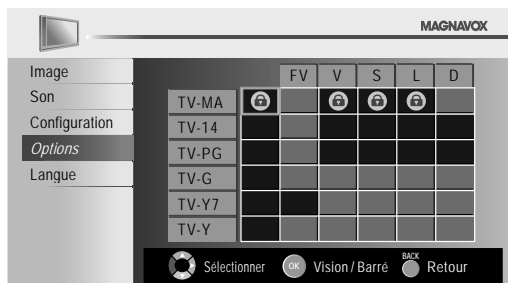 MAGNAVOX
Image
Son
Configuration
Options
Langue
FV V S L D
TV-MA
TV-14
TV-PG
TV-G
TV-Y7
TV-Y
Sélectionner OK Vision / Barré BACK Retour